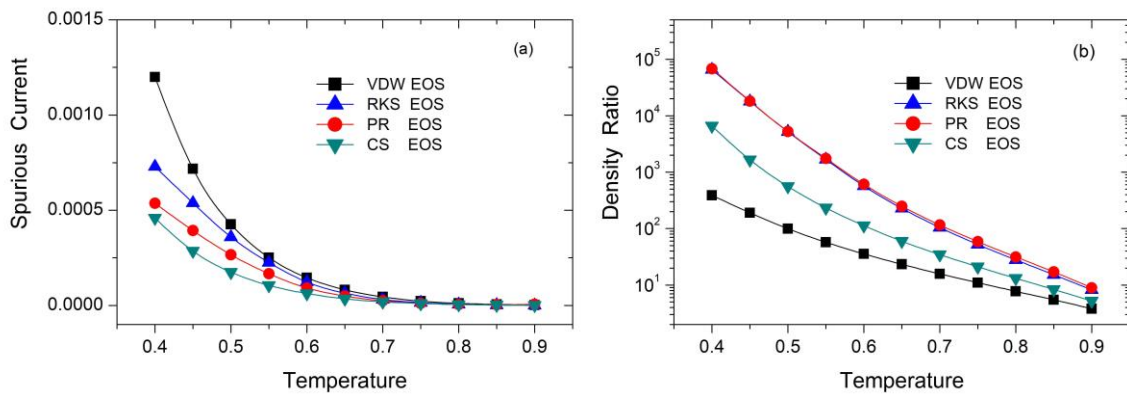 0.0015
0.0010
0.0005
0.0000
Spurious Current
(a)
VDW EOS
RKS EOS
PR EOS
CS EOS
0.4 0.5 0.6 0.7 0.8 0.9
Temperature
10^5
10^4
10^3
10^2
10^1
Density Ratio
(b)
VDW EOS
RKS EOS
PR EOS
CS EOS
0.4 0.5 0.6 0.7 0.8 0.9
Temperature